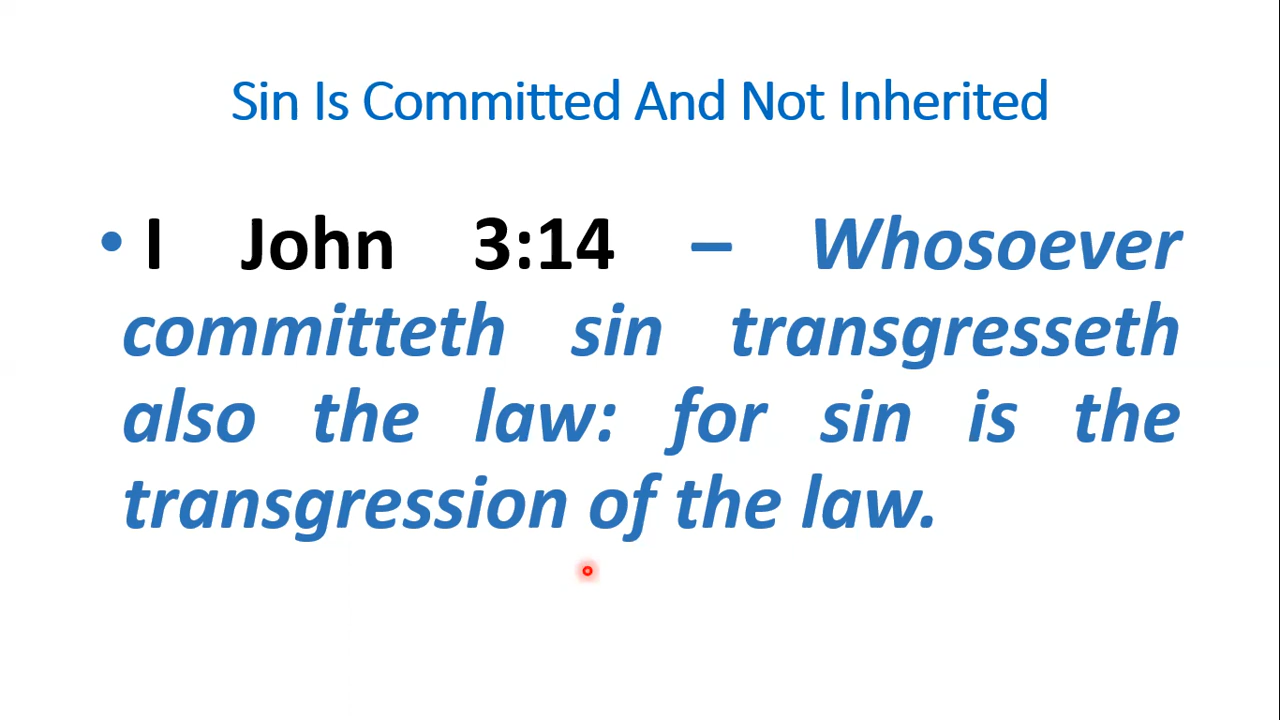 Sin Is Committed And Not Inherited
• I John 3:14 – Whosoever
committeth sin transgresseth
also the law: for sin is the
transgression of the law.